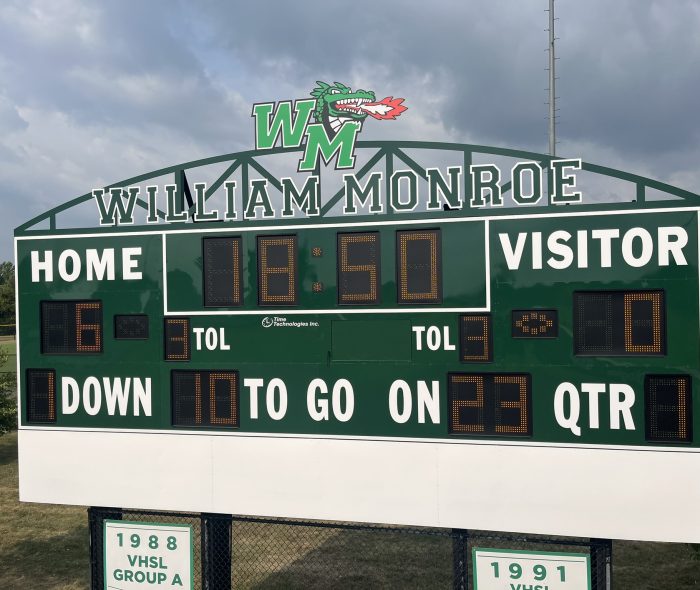 WM
WILLIAM MONROE
HOME 18:50 VISITOR
6 3 TOL Time Technologies Inc. TOL 3 0
1 DOWN 10 TO GO ON 23 QTR 1
1988
VHSL
GROUP A
1991
VHSL